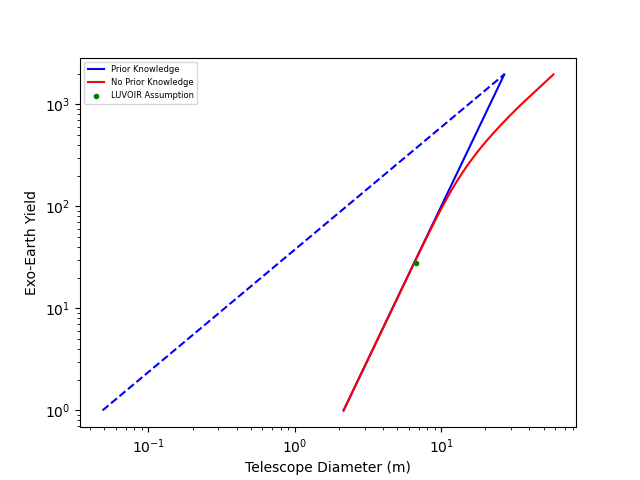 Prior Knowledge
No Prior Knowledge
LUVOIR Assumption
Exo-Earth Yield
10³
10²
10¹
10⁰
10⁻¹ 10⁰ 10¹
Telescope Diameter (m)